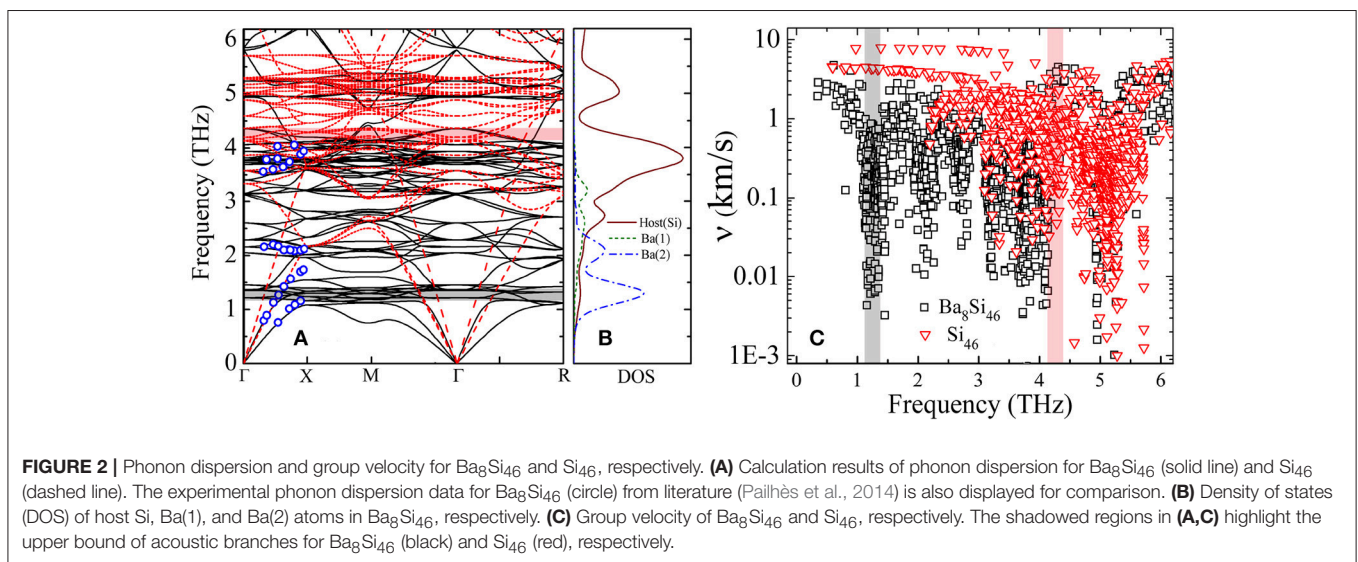 6
5
4
3
2
1
0
Frequency (THz)
Γ
X
M
Γ
R
A
Host(Si)
Ba(1)
Ba(2)
B
DOS
10
1
0.1
0.01
1E-3
ν (km/s)
Ba₈Si₄₆
Si₄₆
C
0 1 2 3 4 5 6
Frequency (THz)
FIGURE 2 | Phonon dispersion and group velocity for Ba₈Si₄₆ and Si₄₆, respectively. (A) Calculation results of phonon dispersion for Ba₈Si₄₆ (solid line) and Si₄₆
(dashed line). The experimental phonon dispersion data for Ba₈Si₄₆ (circle) from literature (Pailhès et al., 2014) is also displayed for comparison. (B) Density of states
(DOS) of host Si, Ba(1), and Ba(2) atoms in Ba₈Si₄₆, respectively. (C) Group velocity of Ba₈Si₄₆ and Si₄₆, respectively. The shadowed regions in (A,C) highlight the
upper bound of acoustic branches for Ba₈Si₄₆ (black) and Si₄₆ (red), respectively.